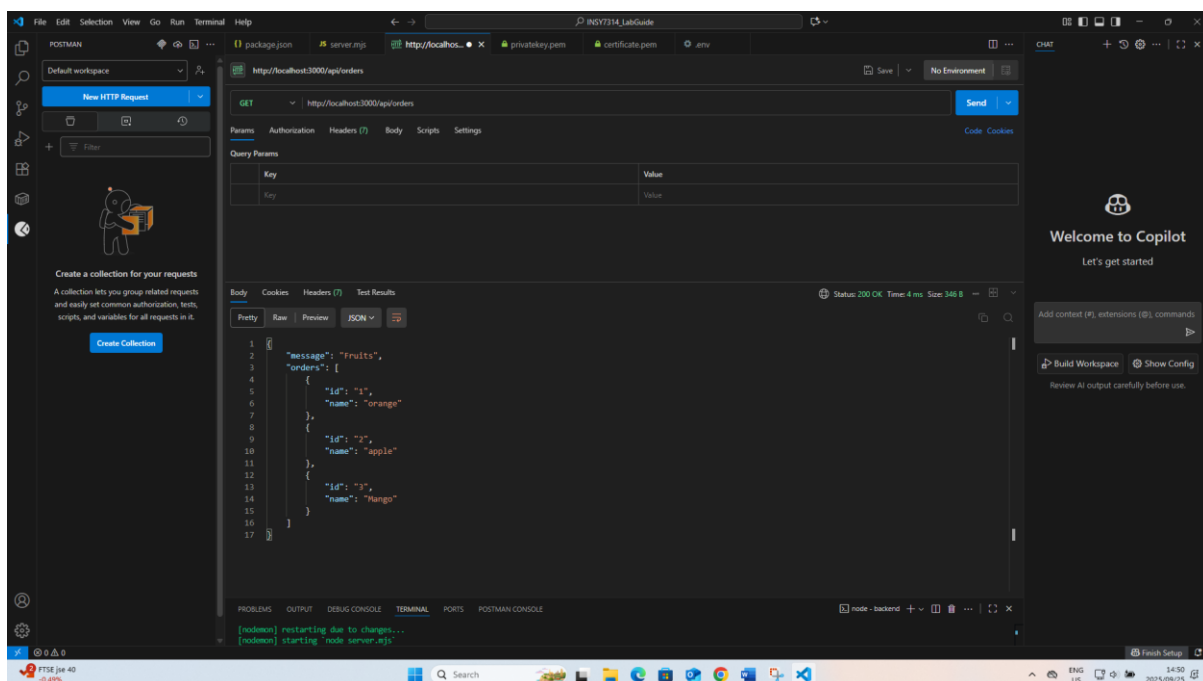 File Edit Selection View Go Run Terminal Help
INSY7314_LabGuide
POSTMAN
package.json
JS server.mjs
http://localhos...
privatekey.pem
certificate.pem
.env
CHAT
Default workspace
http://localhost:3000/api/orders
Save
No Environment
New HTTP Request
GET
http://localhost:3000/api/orders
Send
Params Authorization Headers (7) Body Scripts Settings
Code Cookies
Filter
Query Params
Key Value
Key Value
Welcome to Copilot
Let's get started
Create a collection for your requests
A collection lets you group related requests
and easily set common authorization, tests,
scripts, and variables for all requests in it.
Create Collection
Body Cookies Headers (7) Test Results
Status: 200 OK Time: 4 ms Size: 346 B
Pretty Raw Preview JSON
Add context (#), extensions (@), commands
Build Workspace
Show Config
Review AI output carefully before use.
1 {
2 "message": "Fruits",
3 "orders": [
4 {
5 "id": "1",
6 "name": "orange"
7 },
8 {
9 "id": "2",
10 "name": "apple"
11 },
12 {
13 "id": "3",
14 "name": "Mango"
15 }
16 ]
17 }
PROBLEMS OUTPUT DEBUG CONSOLE TERMINAL PORTS POSTMAN CONSOLE
node - backend
[nodemon] restarting due to changes...
[nodemon] starting `node server.mjs`
0 0
Finish Setup
2
FTSE jse 40
-0.49%
Search
ENG
US
14:50
2025/09/25